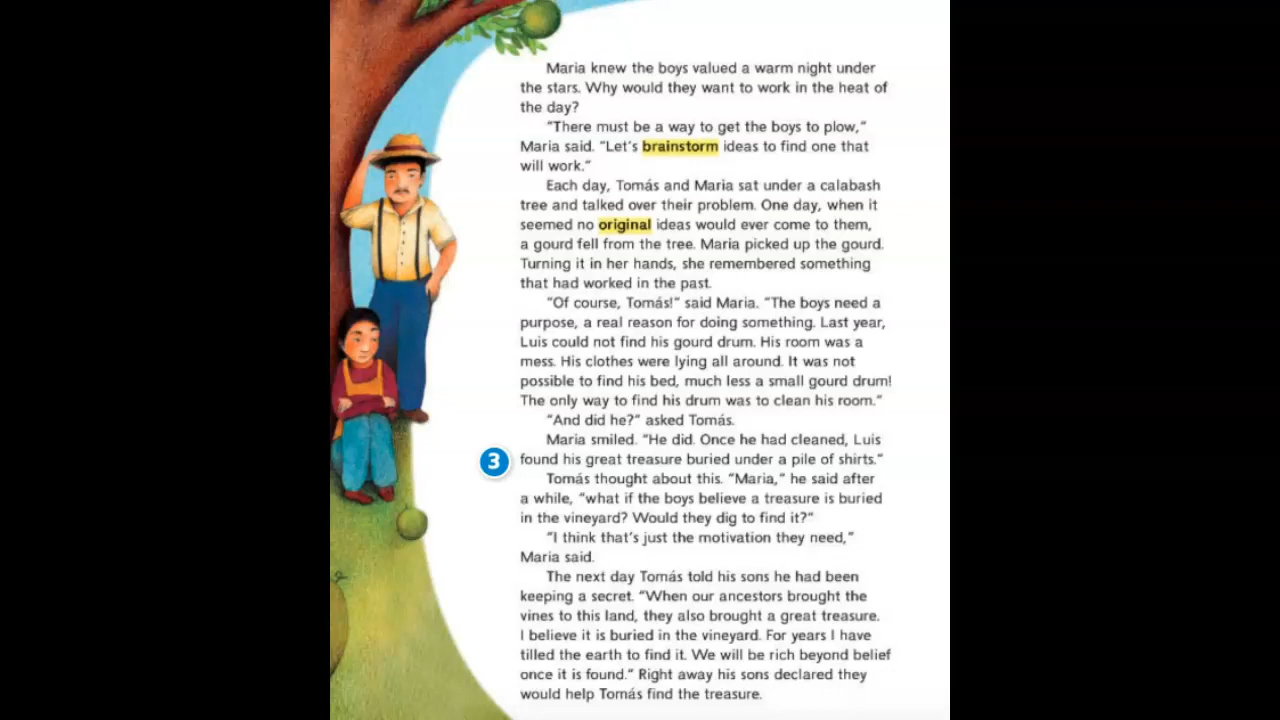 Maria knew the boys valued a warm night under
the stars. Why would they want to work in the heat of
the day?
"There must be a way to get the boys to plow,"
Maria said. "Let's brainstorm ideas to find one that
will work."
Each day, Tomás and Maria sat under a calabash
tree and talked over their problem. One day, when it
seemed no original ideas would ever come to them,
a gourd fell from the tree. Maria picked up the gourd.
Turning it in her hands, she remembered something
that had worked in the past.
"Of course, Tomás!" said Maria. "The boys need a
purpose, a real reason for doing something. Last year,
Luis could not find his gourd drum. His room was a
mess. His clothes were lying all around. It was not
possible to find his bed, much less a small gourd drum!
The only way to find his drum was to clean his room."
"And did he?" asked Tomás.
Maria smiled. "He did. Once he had cleaned, Luis
3 found his great treasure buried under a pile of shirts."
Tomás thought about this. "Maria," he said after
a while, "what if the boys believe a treasure is buried
in the vineyard? Would they dig to find it?"
"I think that's just the motivation they need,"
Maria said.
The next day Tomás told his sons he had been
keeping a secret. "When our ancestors brought the
vines to this land, they also brought a great treasure.
I believe it is buried in the vineyard. For years I have
tilled the earth to find it. We will be rich beyond belief
once it is found." Right away his sons declared they
would help Tomás find the treasure.